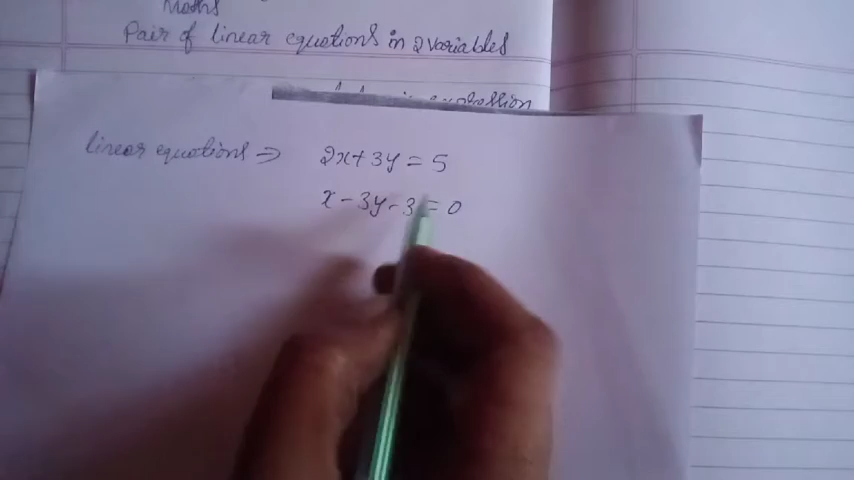 Maths
Pair of linear equations in 2 variables
linear equations ⇒ 2x + 3y = 5
x - 3y - 3 = 0